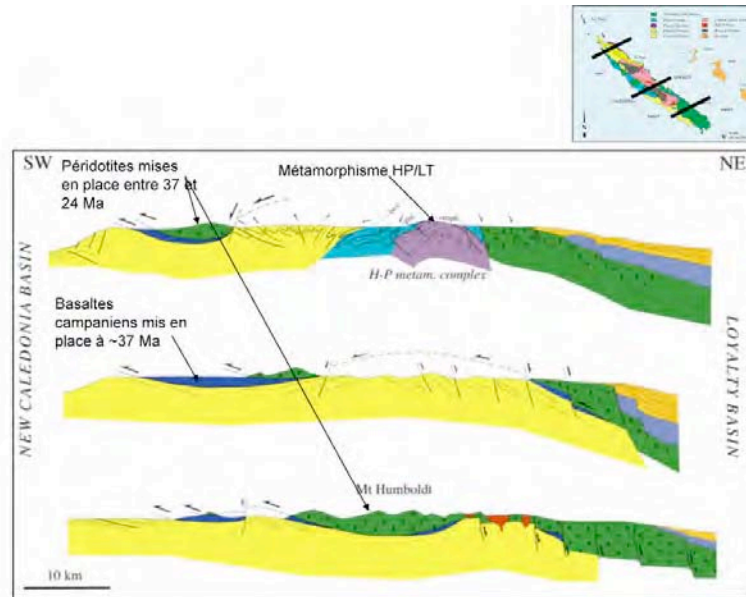 SW
NE
Péridotites mises
en place entre 37 et
24 Ma
Métamorphisme HP/LT
H-P metam. complex
NEW CALEDONIA BASIN
Basaltes
campaniens mis en
place à ~37 Ma
LOYALTY BASIN
Mt Humboldt
10 km